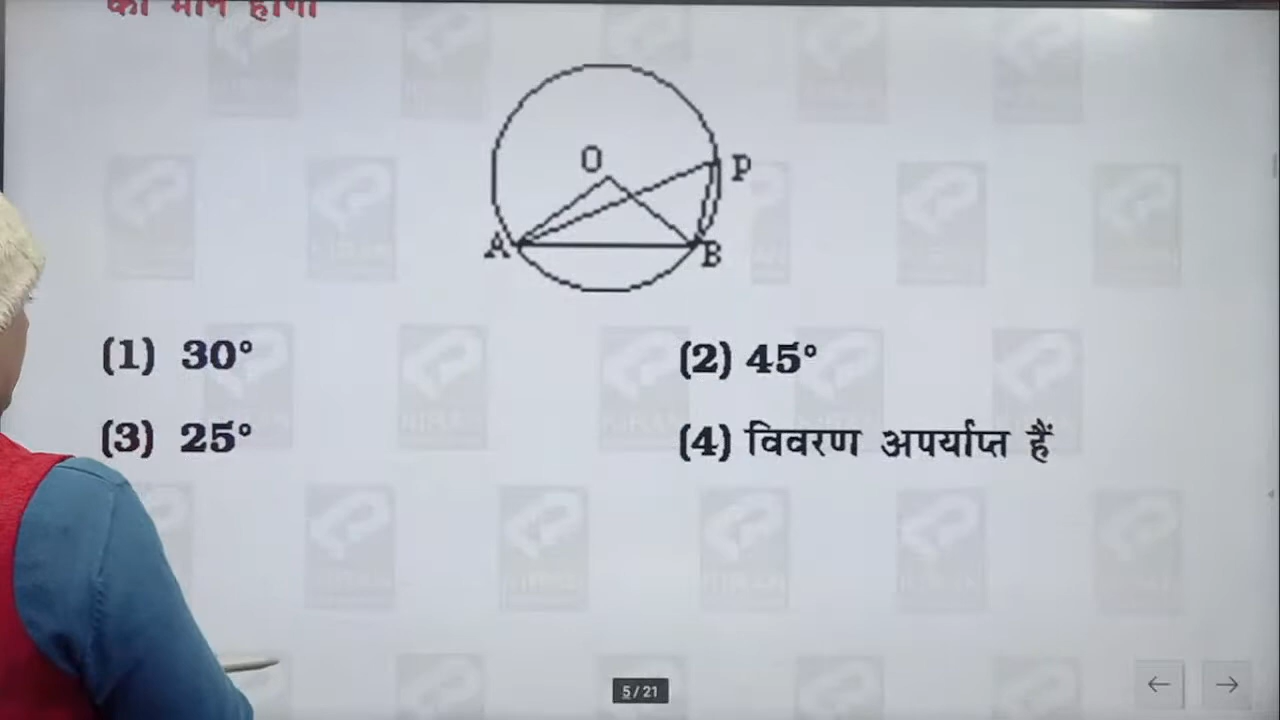 का मान होगा
O
P
A
B
(1) 30°
(2) 45°
(3) 25°
(4) विवरण अपर्याप्त हैं
5 / 21